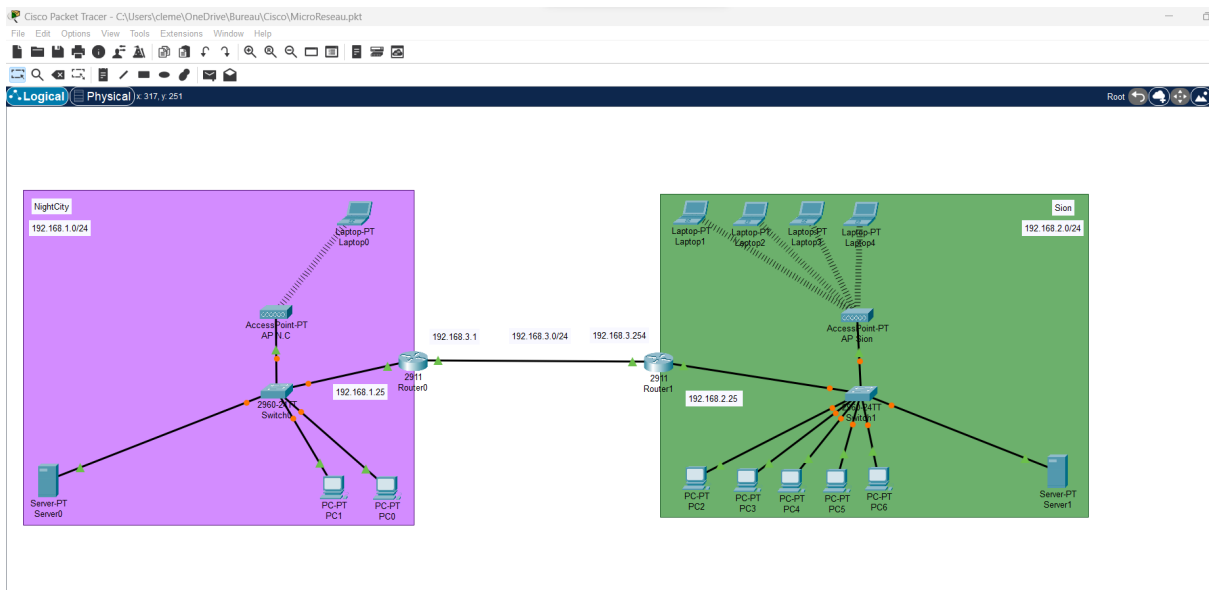 Cisco Packet Tracer - C:\Users\cleme\OneDrive\Bureau\Cisco\MicroReseau.pkt
File Edit Options View Tools Extensions Window Help
Logical Physical x: 317, y: 251 Root
NightCity
192.168.1.0/24
Laptop-PT
Laptop0
AccessPoint-PT
AP N.C
2960-24TT
Switch0
192.168.1.25
2911
Router0
Server-PT
Server0
PC-PT
PC1
PC-PT
PC0
192.168.3.1
192.168.3.0/24
192.168.3.254
2911
Router1
192.168.2.25
Sion
192.168.2.0/24
Laptop-PT
Laptop1
Laptop-PT
Laptop2
Laptop-PT
Laptop3
Laptop-PT
Laptop4
AccessPoint-PT
AP Sion
2960-24TT
Switch1
PC-PT
PC2
PC-PT
PC3
PC-PT
PC4
PC-PT
PC5
PC-PT
PC6
Server-PT
Server1